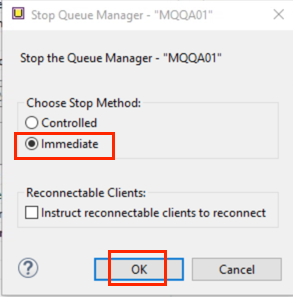 Stop Queue Manager - "MQQA01"
Stop the Queue Manager - "MQQA01"
Choose Stop Method:
Controlled
Immediate
Reconnectable Clients:
Instruct reconnectable clients to reconnect
?
OK
Cancel